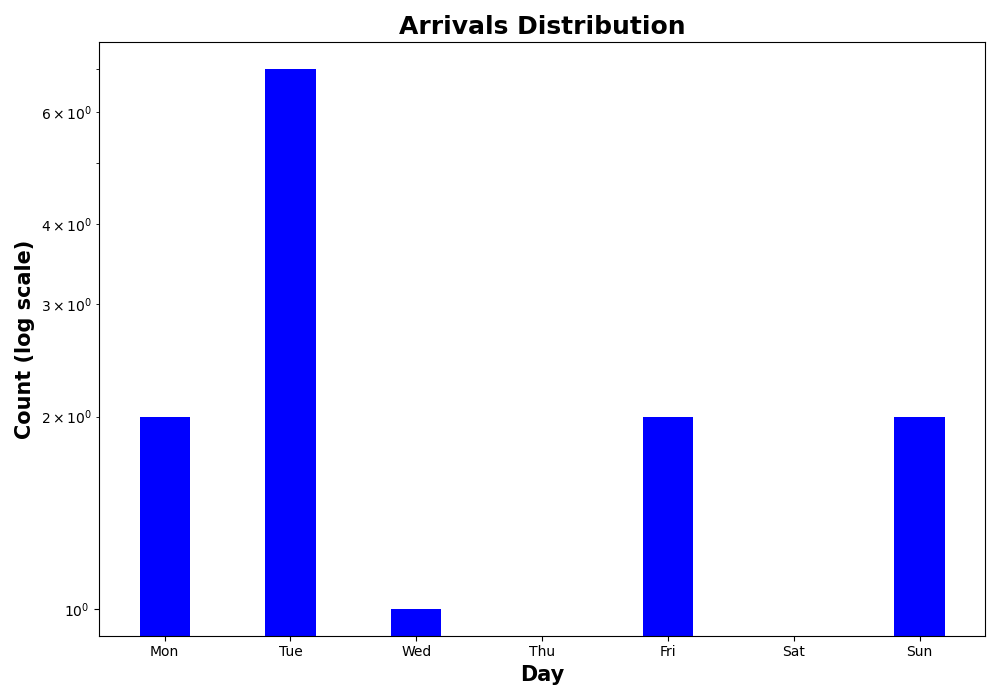 Arrivals Distribution
Count (log scale)
6 × 10⁰
4 × 10⁰
3 × 10⁰
2 × 10⁰
10⁰
Mon Tue Wed Thu Fri Sat Sun
Day